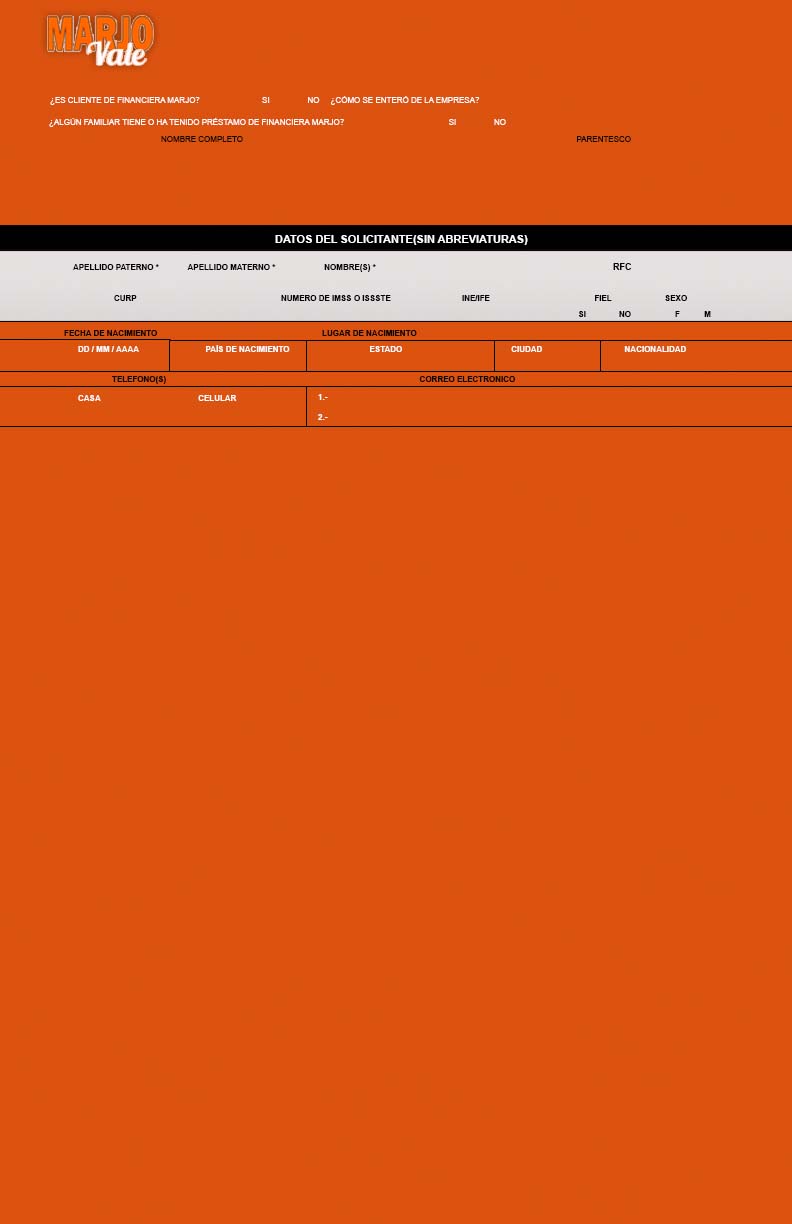 MARJO
Vale
¿ES CLIENTE DE FINANCIERA MARJO? SI NO ¿CÓMO SE ENTERÓ DE LA EMPRESA?
¿ALGÚN FAMILIAR TIENE O HA TENIDO PRÉSTAMO DE FINANCIERA MARJO? SI NO
NOMBRE COMPLETO PARENTESCO
DATOS DEL SOLICITANTE(SIN ABREVIATURAS)
APELLIDO PATERNO * APELLIDO MATERNO * NOMBRE(S) * RFC
CURP NUMERO DE IMSS O ISSSTE INE/IFE FIEL SEXO
SI NO F M
FECHA DE NACIMIENTO LUGAR DE NACIMIENTO
DD / MM / AAAA PAÍS DE NACIMIENTO ESTADO CIUDAD NACIONALIDAD
TELEFONO(S) CORREO ELECTRONICO
CASA CELULAR 1.-
2.-